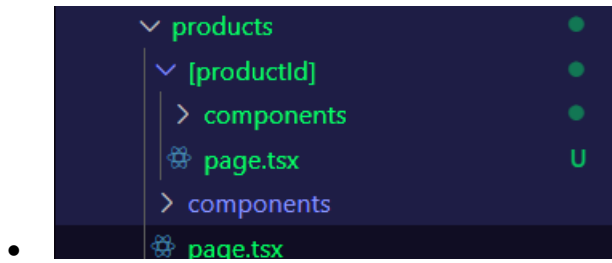 products
[productId]
components
page.tsx U
components
page.tsx